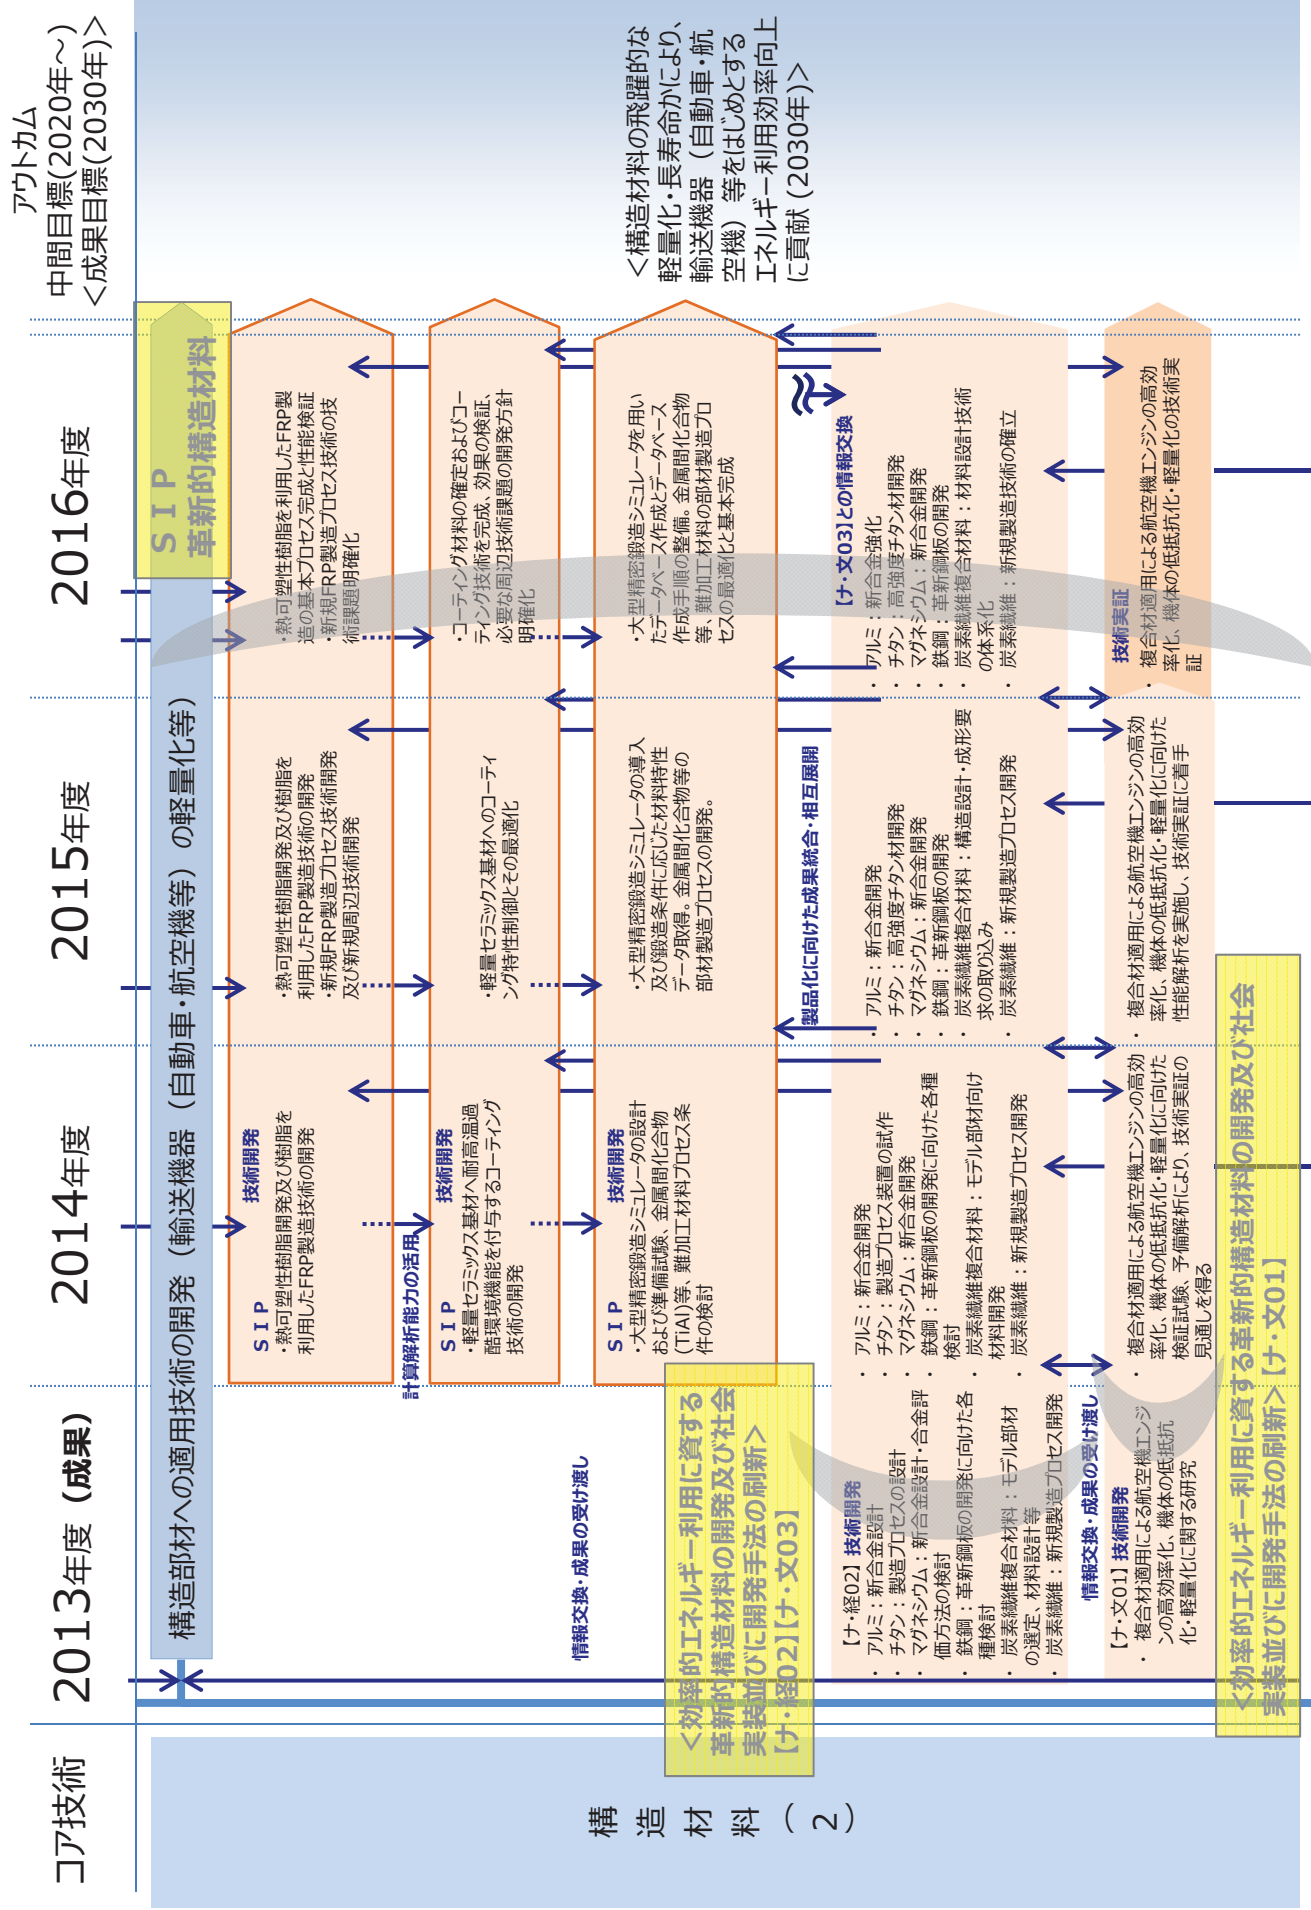 コア技術
2013年度(成果)
2014年度
2015年度
2016年度
アウトカム
中間目標(2020年～)
＜成果目標(2030年)＞
構造材料(2)
構造部材への適用技術の開発（輸送機器（自動車・航空機等）の軽量化等）
ＳＩＰ
革新的構造材料
ＳＩＰ
技術開発
・熱可塑性樹脂開発及び樹脂を
利用したFRP製造技術の開発
・熱可塑性樹脂開発及び樹脂を
利用したFRP製造技術の開発
・新規FRP製造プロセス技術開発
及び新規周辺技術開発
・熱可塑性樹脂を利用したFRP製
造の基本プロセス完成と性能検証
・新規FRP製造プロセス技術の技
術課題明確化
計算解析能力の活用
ＳＩＰ
技術開発
・軽量セラミックス基材へ耐高温過
酷環境機能を付与するコーティング
技術の開発
・軽量セラミックス基材へのコーティ
ング特性制御とその最適化
・コーティング材料の確定およびコー
ティング技術を完成、効果の検証、
必要な周辺技術課題の開発方針
明確化
情報交換・成果の受け渡し
ＳＩＰ
技術開発
・大型精密鍛造シミュレータの設計
および準備試験、金属間化合物
(TiAl)等、難加工材料プロセス条
件の検討
・大型精密鍛造シミュレータの導入
及び鍛造条件に応じた材料特性
データ取得。金属間化合物等の
部材製造プロセスの開発。
・大型精密鍛造シミュレータを用い
たデータベース作成とデータベース
作成手順の整備。金属間化合物
等、難加工材料の部材製造プロ
セスの最適化と基本完成
＜構造材料の飛躍的な
軽量化・長寿命かにより、
輸送機器（自動車・航
空機）等をはじめとする
エネルギー利用効率向上
に貢献(2030年)＞
＜効率的エネルギー利用に資する
革新的構造材料の開発及び社会
実装並びに開発手法の刷新＞
【ナ・経02】【ナ・文03】
製品化に向けた成果統合・相互展開
【ナ・文03】との情報交換
【ナ・経02】技術開発
・アルミ：新合金設計
・チタン：製造プロセスの設計
・マグネシウム：新合金設計・合金評
価方法の検討
・鉄鋼：革新鋼板の開発に向けた各
種検討
・炭素繊維複合材料：モデル部材
の選定、材料設計等
・炭素繊維：新規製造プロセス開発
・アルミ：新合金開発
・チタン：製造プロセス装置の試作
・マグネシウム：新合金開発
・鉄鋼：革新鋼板の開発に向けた各種
検討
・炭素繊維複合材料：モデル部材向け
材料開発
・炭素繊維：新規製造プロセス開発
・アルミ：新合金開発
・チタン：高強度チタン材開発
・マグネシウム：新合金開発
・鉄鋼：革新鋼板の開発
・炭素繊維複合材料：構造設計・成形要
求の取り込み
・炭素繊維：新規製造プロセス開発
・アルミ：新合金強化
・チタン：高強度チタン材開発
・マグネシウム：新合金開発
・鉄鋼：革新鋼板の開発
・炭素繊維複合材料：材料設計技術
の体系化
・炭素繊維：新規製造技術の確立
情報交換・成果の受け渡し
【ナ・文01】技術開発
・複合材適用による航空機エンジ
ンの高効率化、機体の低抵抗
化・軽量化に関する研究
・複合材適用による航空機エンジンの高効
率化、機体の低抵抗化・軽量化に向けた
検証試験、予備解析により、技術実証の
見通しを得る
・複合材適用による航空機エンジンの高効
率化、機体の低抵抗化・軽量化に向けた
性能解析を実施し、技術実証に着手
技術実証
・複合材適用による航空機エンジンの高効
率化、機体の低抵抗化・軽量化の技術実
証
＜効率的エネルギー利用に資する革新的構造材料の開発及び社会
実装並びに開発手法の刷新＞【ナ・文01】